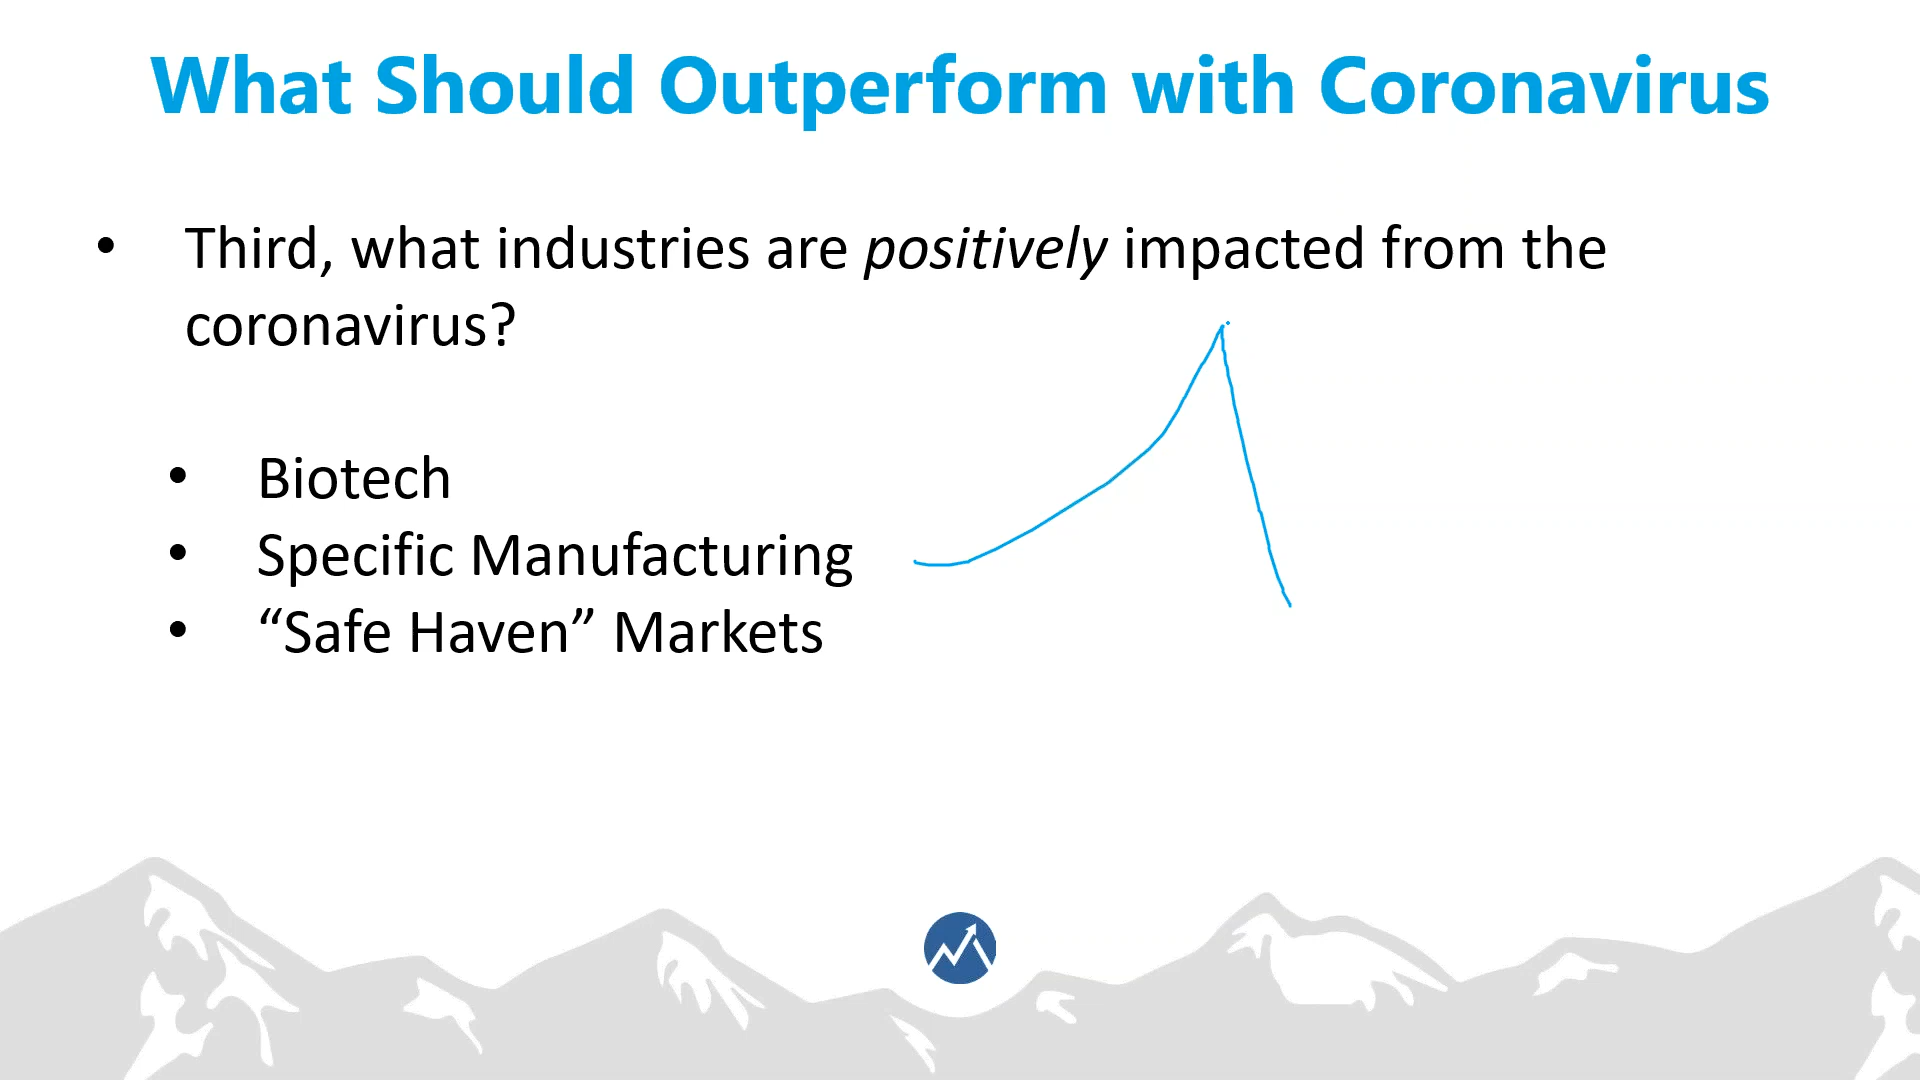 What Should Outperform with Coronavirus
• Third, what industries are positively impacted from the
coronavirus?
• Biotech
• Specific Manufacturing
• “Safe Haven” Markets